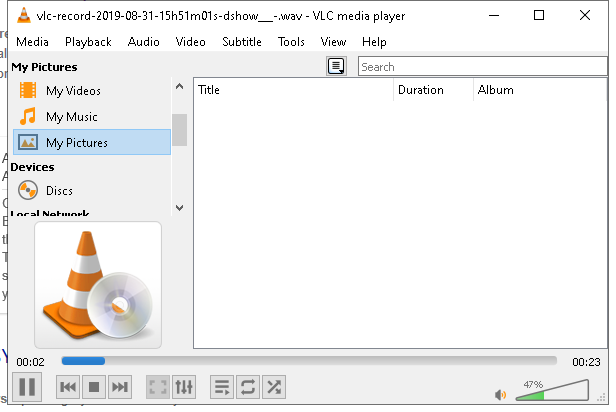 vlc-record-2019-08-31-15h51m01s-dshow__-.wav - VLC media player
Media Playback Audio Video Subtitle Tools View Help
My Pictures
Search
My Videos
My Music
My Pictures
Devices
Discs
Local Network
Title Duration Album
00:02
00:23
47%